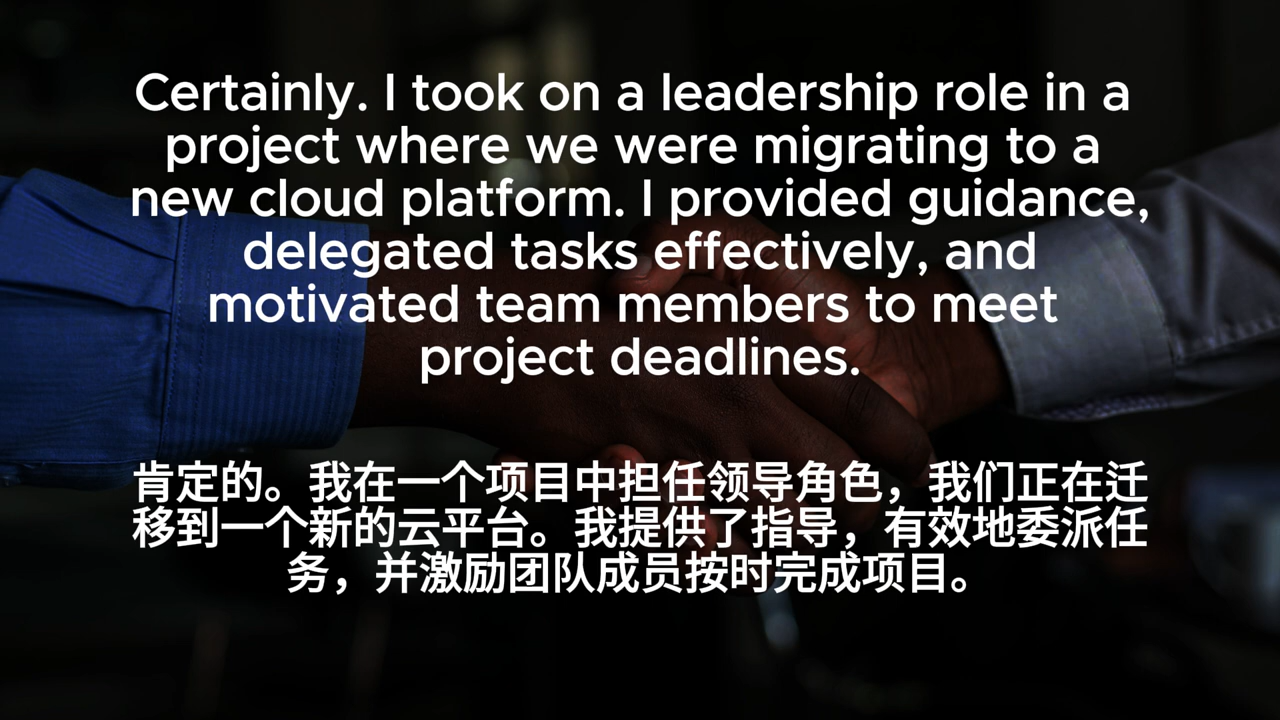 Certainly. I took on a leadership role in a
project where we were migrating to a
new cloud platform. I provided guidance,
delegated tasks effectively, and
motivated team members to meet
project deadlines.
肯定的。我在一个项目中担任领导角色，我们正在迁
移到一个新的云平台。我提供了指导，有效地委派任
务，并激励团队成员按时完成项目。